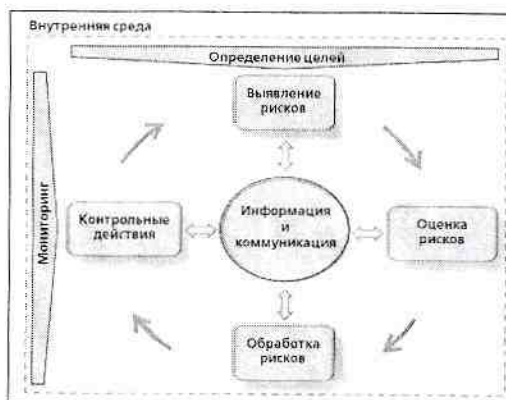 Внутренняя среда
Определение целей
Выявление
рисков
Мониторинг
Контрольные
действия
Информация
и
коммуникация
Оценка
рисков
Обработка
рисков